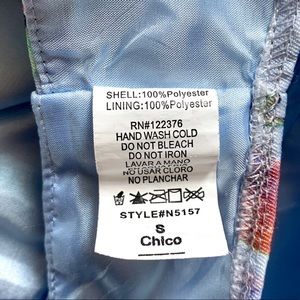 SHELL:100%Polyester
LINING:100%Polyester
RN#122376
HAND WASH COLD
DO NOT BLEACH
DO NOT IRON
LAVAR A MANO
NO USAR CLORO
NO PLANCHAR
STYLE#N5157
S
Chico